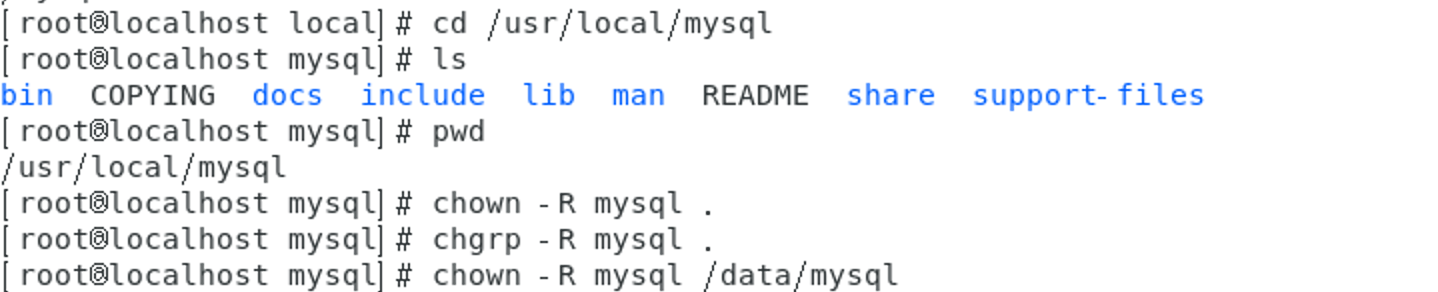 [root@localhost local]# cd /usr/local/mysql
[root@localhost mysql]# ls
bin  COPYING  docs  include  lib  man  README  share  support-files
[root@localhost mysql]# pwd
/usr/local/mysql
[root@localhost mysql]# chown -R mysql .
[root@localhost mysql]# chgrp -R mysql .
[root@localhost mysql]# chown -R mysql /data/mysql